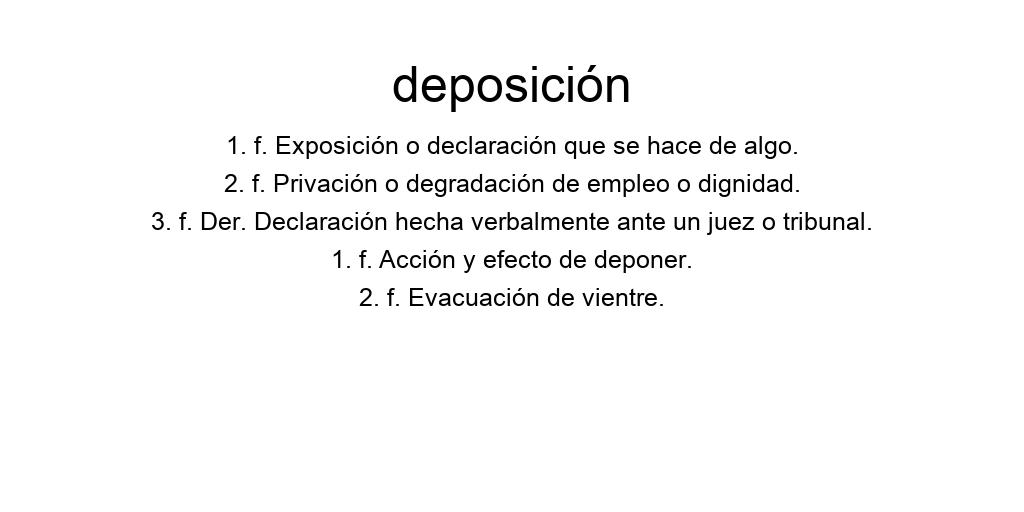 deposición
1. f. Exposición o declaración que se hace de algo.
2. f. Privación o degradación de empleo o dignidad.
3. f. Der. Declaración hecha verbalmente ante un juez o tribunal.
1. f. Acción y efecto de deponer.
2. f. Evacuación de vientre.